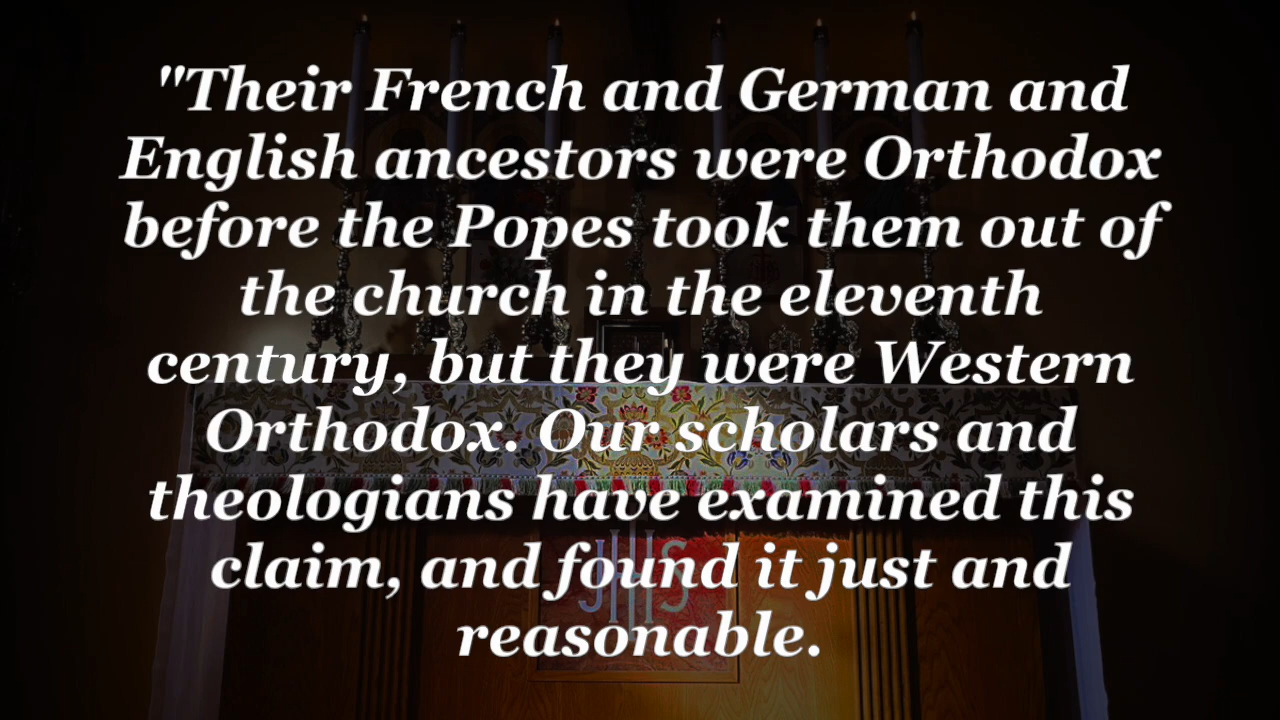 "Their French and German and
English ancestors were Orthodox
before the Popes took them out of
the church in the eleventh
century, but they were Western
Orthodox. Our scholars and
theologians have examined this
claim, and found it just and
reasonable.
IHS